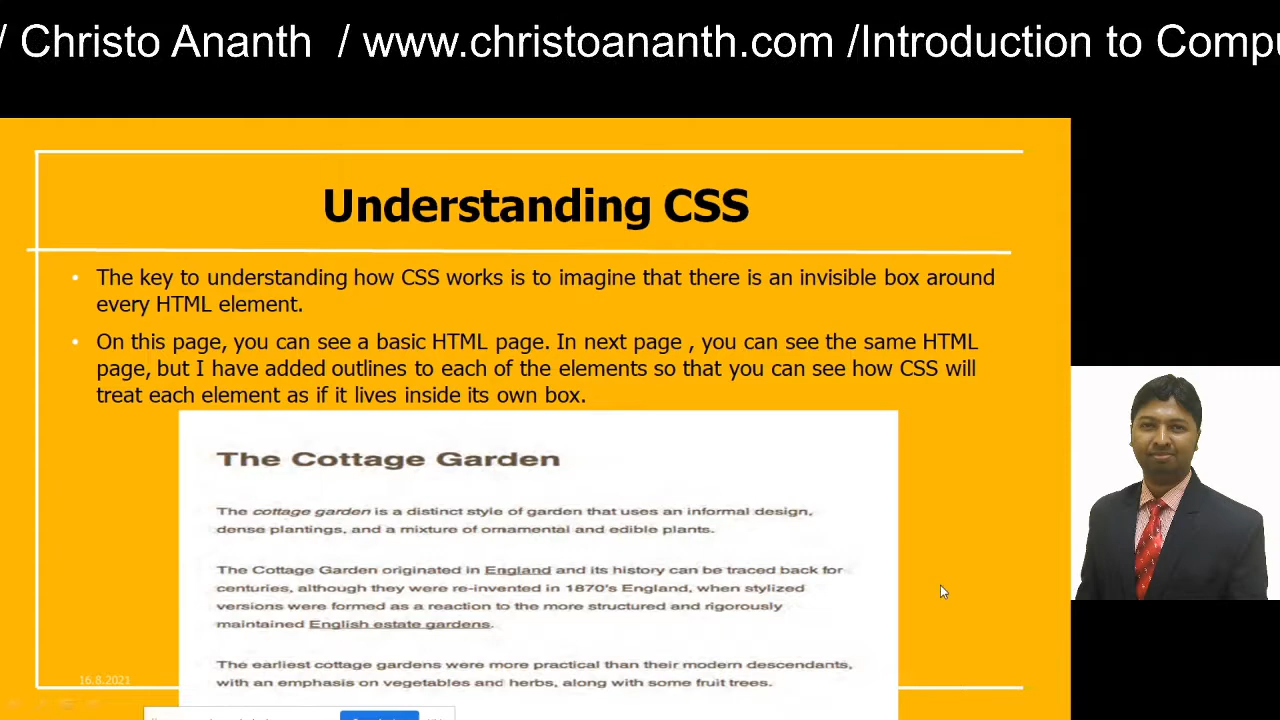 / Christo Ananth / www.christoananth.com /Introduction to Comp
Understanding CSS
• The key to understanding how CSS works is to imagine that there is an invisible box around
every HTML element.
• On this page, you can see a basic HTML page. In next page , you can see the same HTML
page, but I have added outlines to each of the elements so that you can see how CSS will
treat each element as if it lives inside its own box.
The Cottage Garden
The cottage garden is a distinct style of garden that uses an informal design,
dense plantings, and a mixture of ornamental and edible plants.
The Cottage Garden originated in England and its history can be traced back for
centuries, although they were re-invented in 1870's England, when stylized
versions were formed as a reaction to the more structured and rigorously
maintained English estate gardens.
The earliest cottage gardens were more practical than their modern descendants,
with an emphasis on vegetables and herbs, along with some fruit trees.
16.8.2021